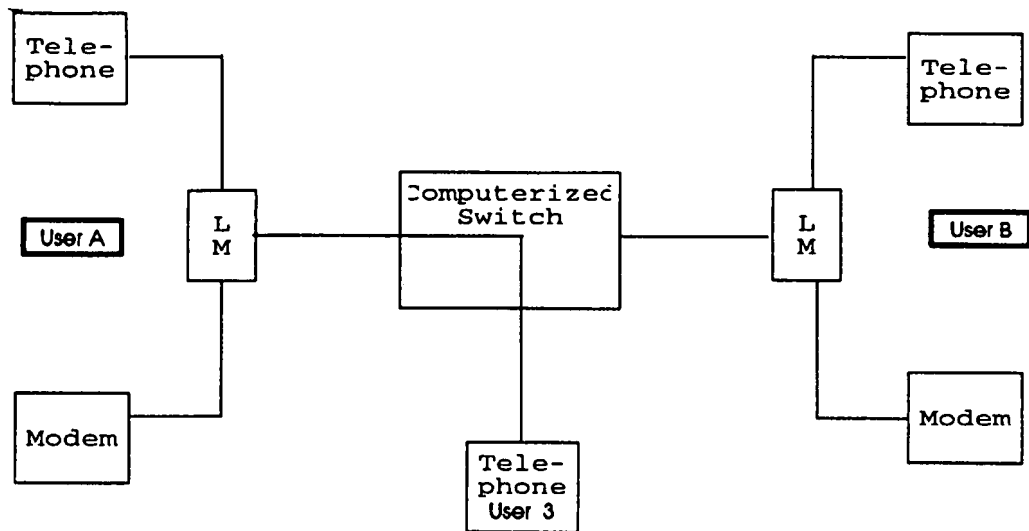 Tele-
phone
Tele-
phone
Computerized
Switch
L
M
L
M
User A
User B
Modem
Modem
Tele-
phone
User 3